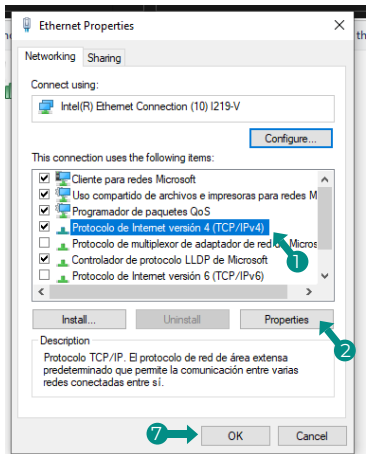 Ethernet Properties
Networking Sharing
Connect using:
Intel(R) Ethernet Connection (10) I219-V
Configure...
This connection uses the following items:
Cliente para redes Microsoft
Uso compartido de archivos e impresoras para redes M
Programador de paquetes QoS
Protocolo de Internet versión 4 (TCP/IPv4)
Protocolo de multiplexor de adaptador de red de Micros
Controlador de protocolo LLDP de Microsoft
Protocolo de Internet versión 6 (TCP/IPv6)
1
Install... Uninstall Properties
2
Description
Protocolo TCP/IP. El protocolo de red de área extensa
predeterminado que permite la comunicación entre varias
redes conectadas entre sí.
7
OK Cancel